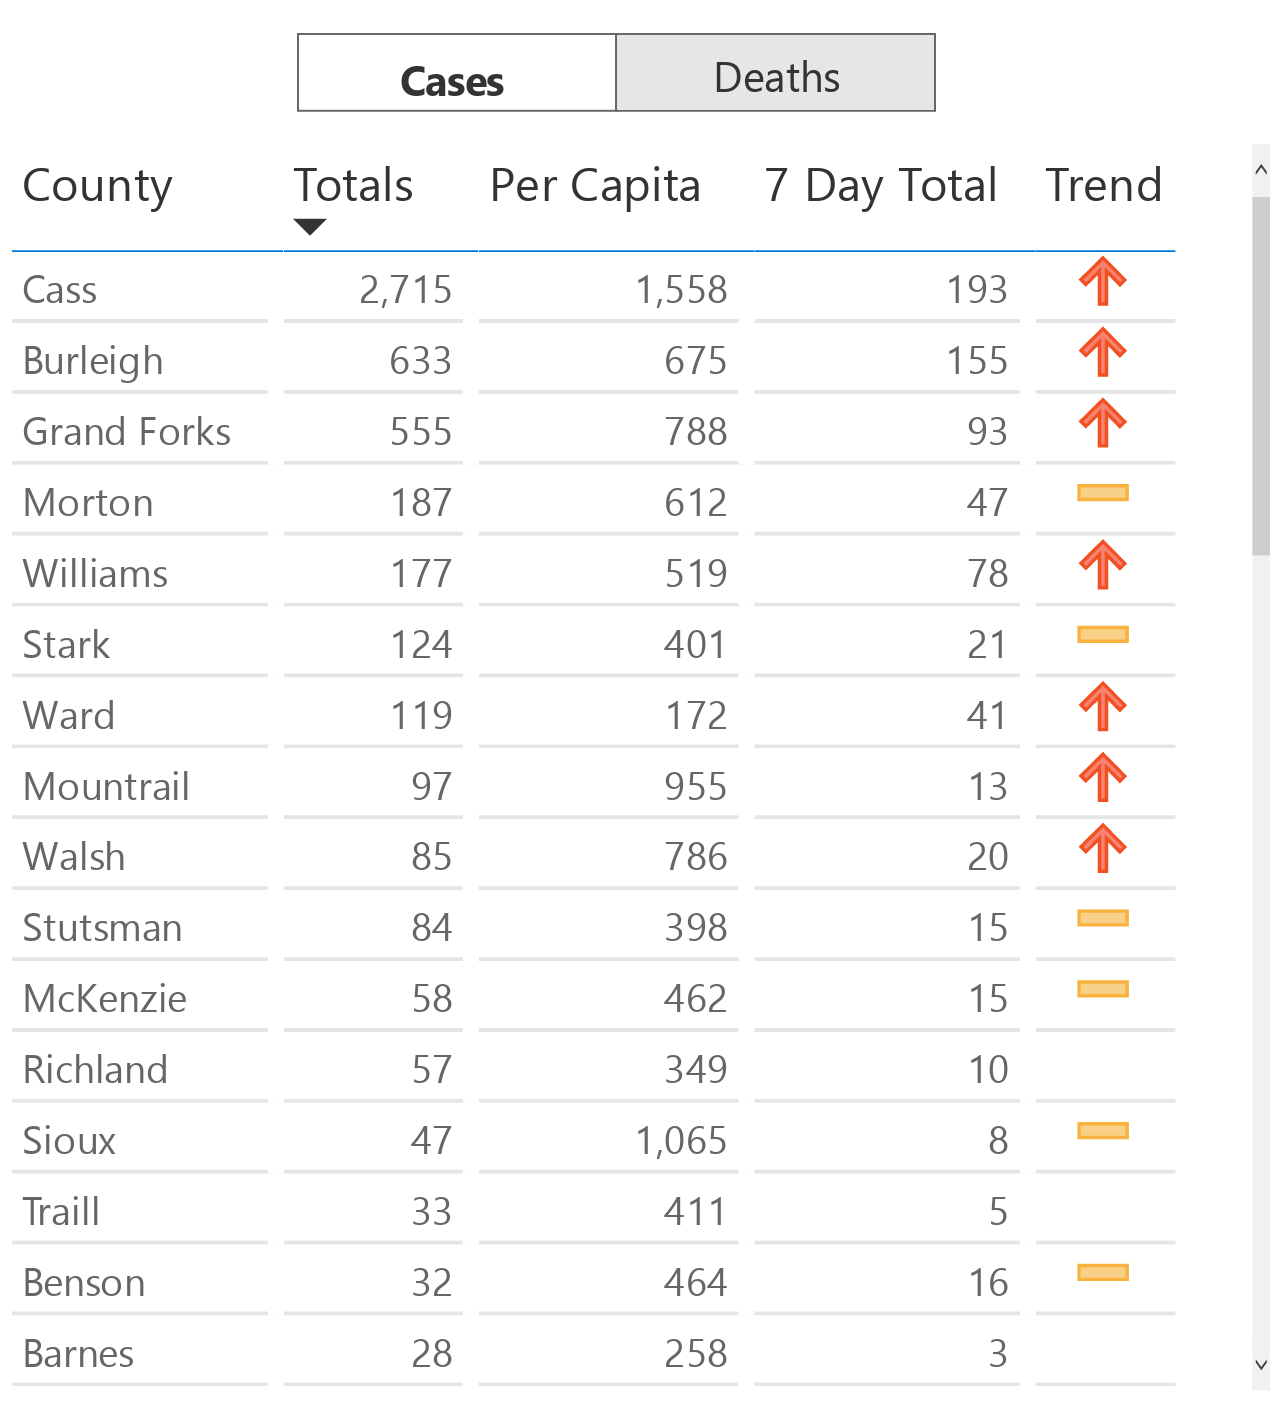 Cases Deaths
County Totals Per Capita 7 Day Total Trend
Cass 2,715 1,558 193
Burleigh 633 675 155
Grand Forks 555 788 93
Morton 187 612 47
Williams 177 519 78
Stark 124 401 21
Ward 119 172 41
Mountrail 97 955 13
Walsh 85 786 20
Stutsman 84 398 15
McKenzie 58 462 15
Richland 57 349 10
Sioux 47 1,065 8
Traill 33 411 5
Benson 32 464 16
Barnes 28 258 3